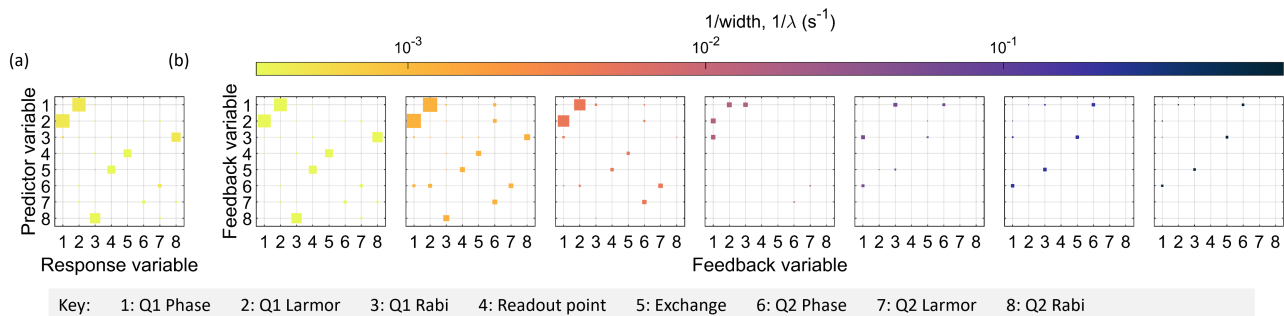 1/width, 1/λ (s⁻¹)
(a)
(b)
10⁻³
10⁻²
10⁻¹
Predictor variable
1
2
3
4
5
6
7
8
1 2 3 4 5 6 7 8
Response variable
Feedback variable
1
2
3
4
5
6
7
8
1 2 3 4 5 6 7 8
1 2 3 4 5 6 7 8
1 2 3 4 5 6 7 8
1 2 3 4 5 6 7 8
1 2 3 4 5 6 7 8
1 2 3 4 5 6 7 8
1 2 3 4 5 6 7 8
Feedback variable
Key: 1: Q1 Phase 2: Q1 Larmor 3: Q1 Rabi 4: Readout point 5: Exchange 6: Q2 Phase 7: Q2 Larmor 8: Q2 Rabi